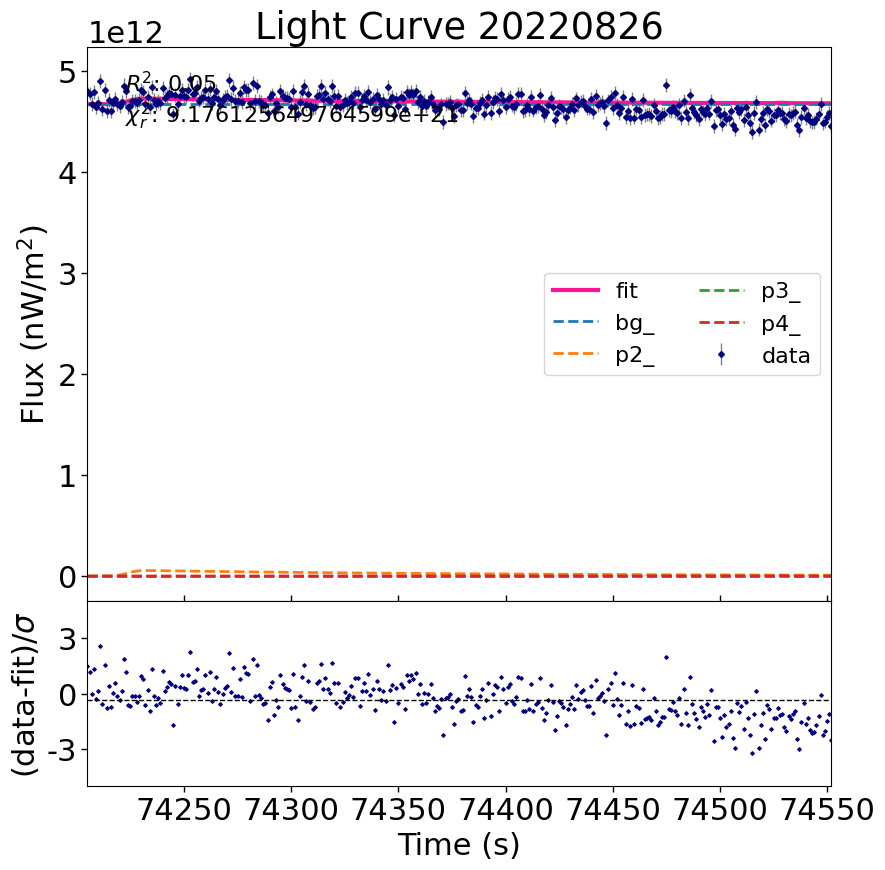 Light Curve 20220826
1e12
R²: 0.05
χ_r²: 9.176125649764599e+21
5
4
3
2
1
0
Flux (nW/m²)
fit
bg_
p2_
p3_
p4_
data
3
0
-3
(data-fit)/σ
74250 74300 74350 74400 74450 74500 74550
Time (s)